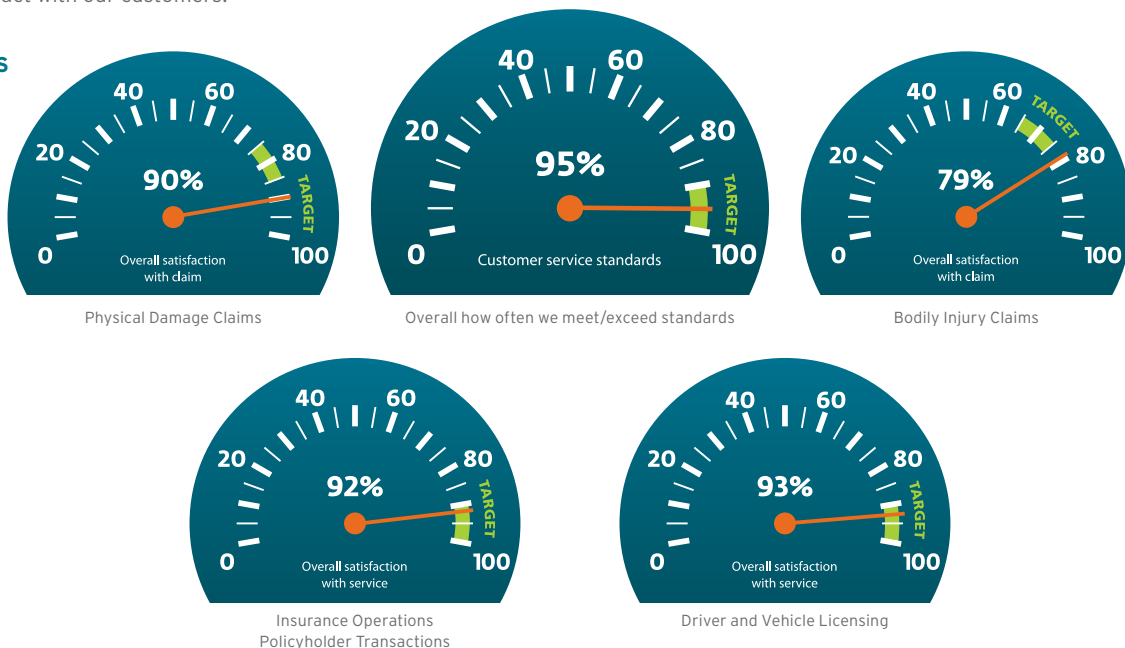 with our customers.
s
0
20
40
60
80
100
TARGET
90%
Overall satisfaction
with claim
Physical Damage Claims
0
20
40
60
80
100
TARGET
95%
Customer service standards
Overall how often we meet/exceed standards
0
20
40
60
80
100
TARGET
79%
Overall satisfaction
with claim
Bodily Injury Claims
0
20
40
60
80
100
TARGET
92%
Overall satisfaction
with service
Insurance Operations
Policyholder Transactions
0
20
40
60
80
100
TARGET
93%
Overall satisfaction
with service
Driver and Vehicle Licensing